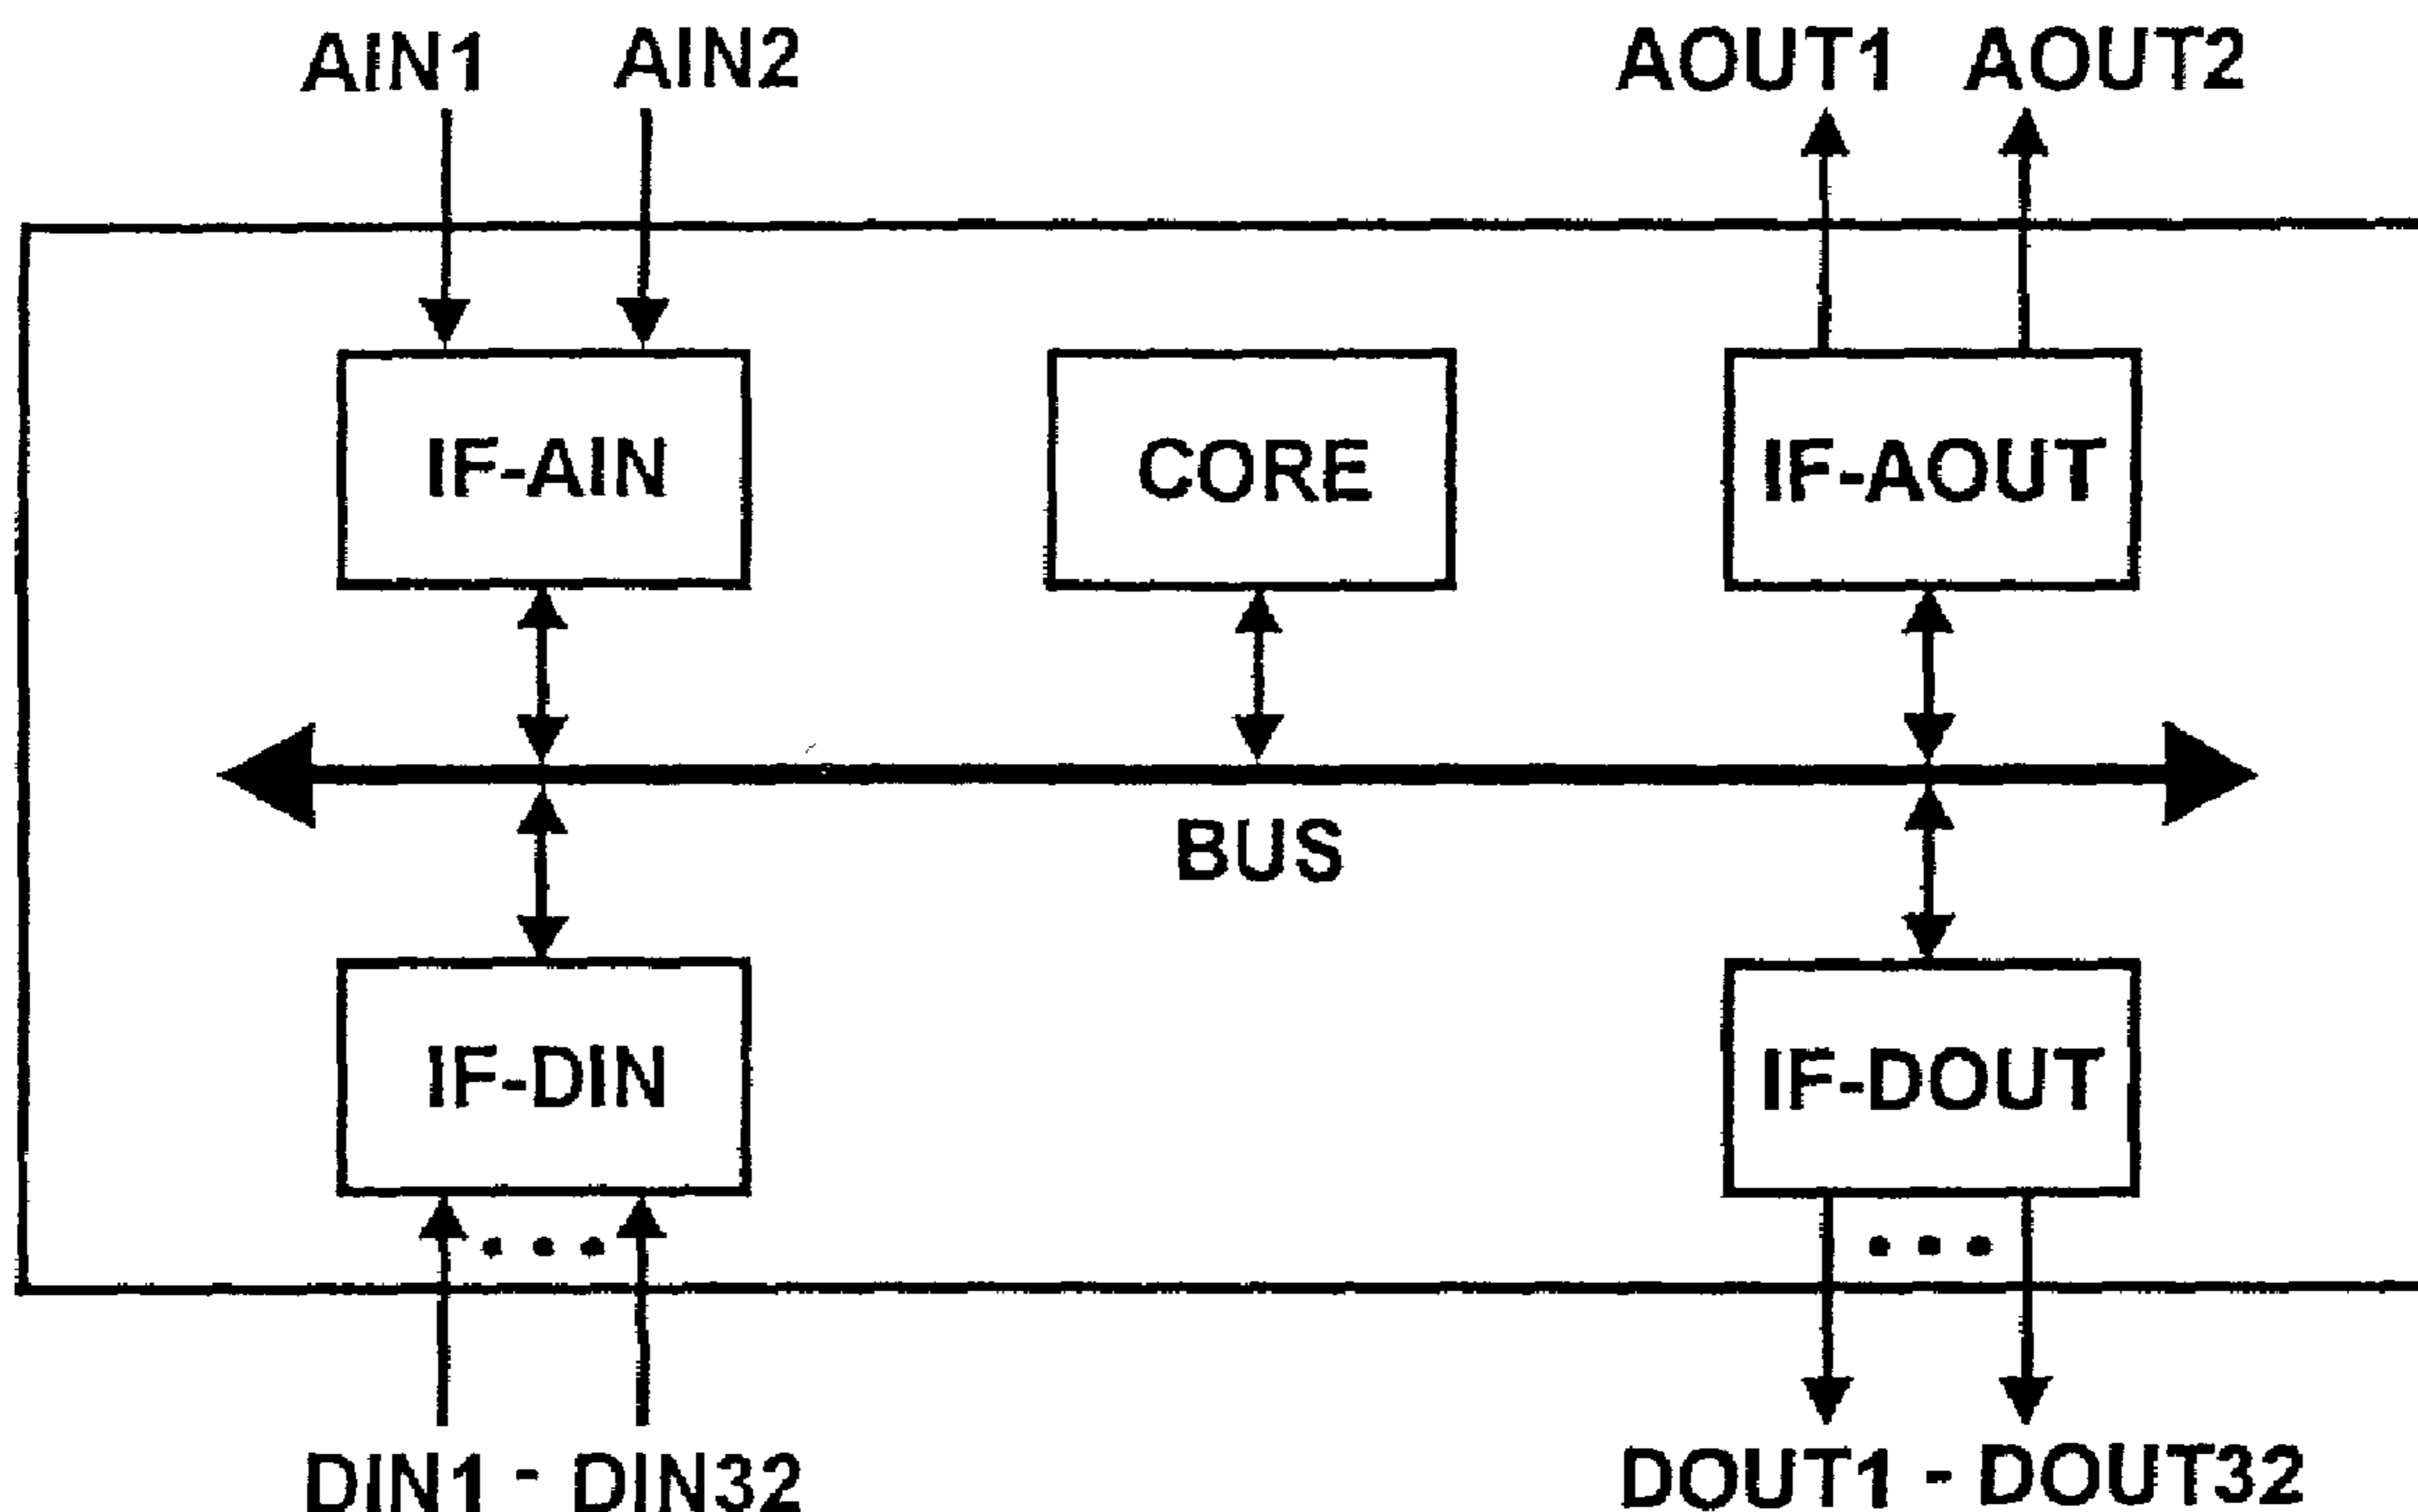 AIN1 AIN2 AOUT1 AOUT2
IF-AIN CORE IF-AOUT
BUS
IF-DIN IF-DOUT
DIN1 - DIN32 DOUT1 - DOUT32